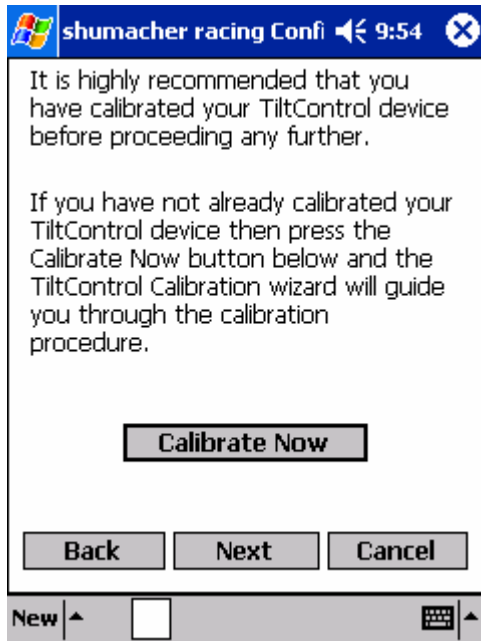 shumacher racing Confi 9:54
It is highly recommended that you
have calibrated your TiltControl device
before proceeding any further.
If you have not already calibrated your
TiltControl device then press the
Calibrate Now button below and the
TiltControl Calibration wizard will guide
you through the calibration
procedure.
Calibrate Now
Back Next Cancel
New